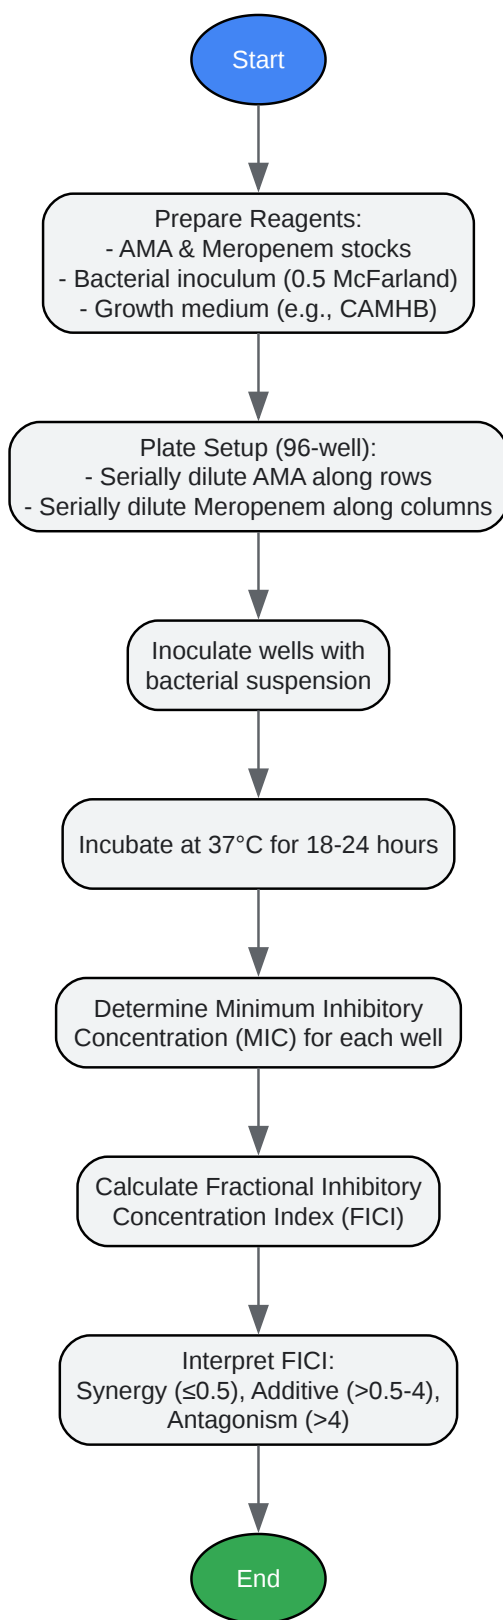 Start
Prepare Reagents:
- AMA & Meropenem stocks
- Bacterial inoculum (0.5 McFarland)
- Growth medium (e.g., CAMHB)
Plate Setup (96-well):
- Serially dilute AMA along rows
- Serially dilute Meropenem along columns
Inoculate wells with
bacterial suspension
Incubate at 37°C for 18-24 hours
Determine Minimum Inhibitory
Concentration (MIC) for each well
Calculate Fractional Inhibitory
Concentration Index (FICI)
Interpret FICI:
Synergy (≤0.5), Additive (>0.5-4),
Antagonism (>4)
End